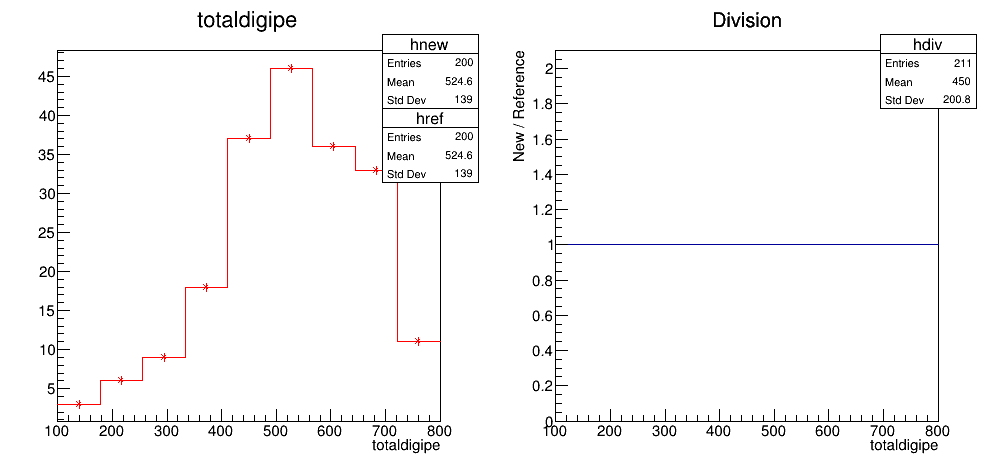 totaldigipe
hnew
Entries 200
Mean 524.6
Std Dev 139
href
Entries 200
Mean 524.6
Std Dev 139
45
40
35
30
25
20
15
10
5
100 200 300 400 500 600 700 800
totaldigipe
Division
hdiv
Entries 211
Mean 450
Std Dev 200.8
New / Reference
2
1.8
1.6
1.4
1.2
1
0.8
0.6
0.4
0.2
0
100 200 300 400 500 600 700 800
totaldigipe